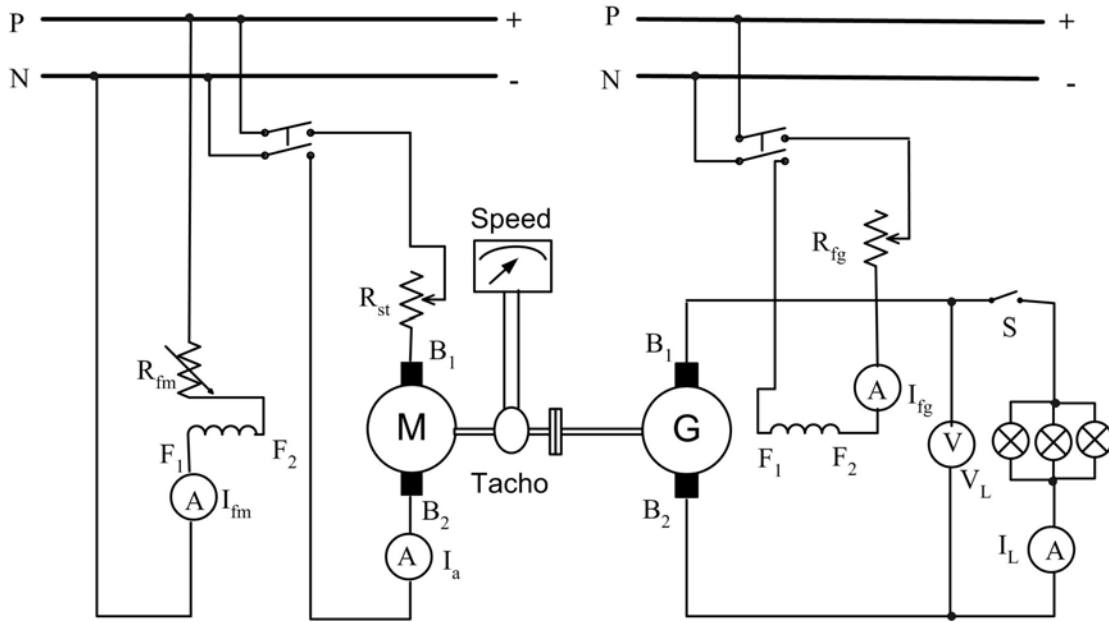 P
+
N
-
R_st
R_fm
F_1
F_2
A
I_fm
B_1
M
B_2
A
I_a
Speed
Tacho
P
+
N
-
R_fg
A
I_fg
F_1
F_2
B_1
G
B_2
V
V_L
S
I_L
A